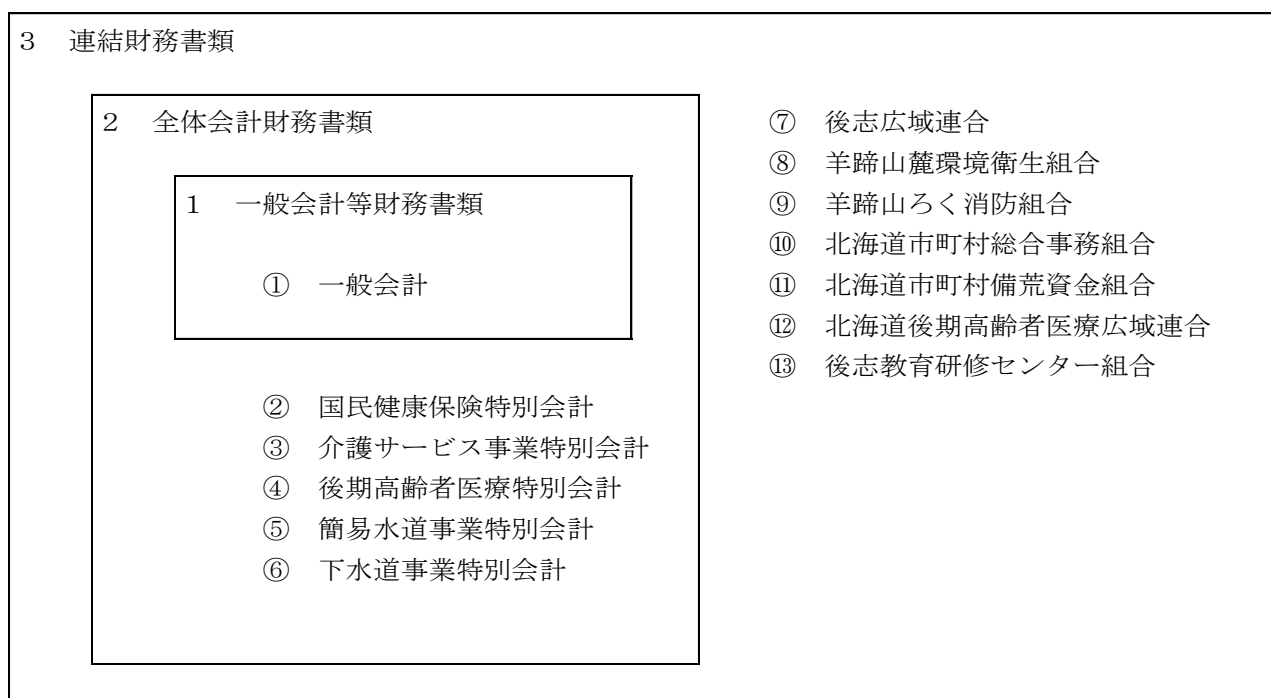 ３　連結財務書類
２　全体会計財務書類
１　一般会計等財務書類
①　一般会計
②　国民健康保険特別会計
③　介護サービス事業特別会計
④　後期高齢者医療特別会計
⑤　簡易水道事業特別会計
⑥　下水道事業特別会計
⑦　後志広域連合
⑧　羊蹄山麓環境衛生組合
⑨　羊蹄山ろく消防組合
⑩　北海道市町村総合事務組合
⑪　北海道市町村備荒資金組合
⑫　北海道後期高齢者医療広域連合
⑬　後志教育研修センター組合